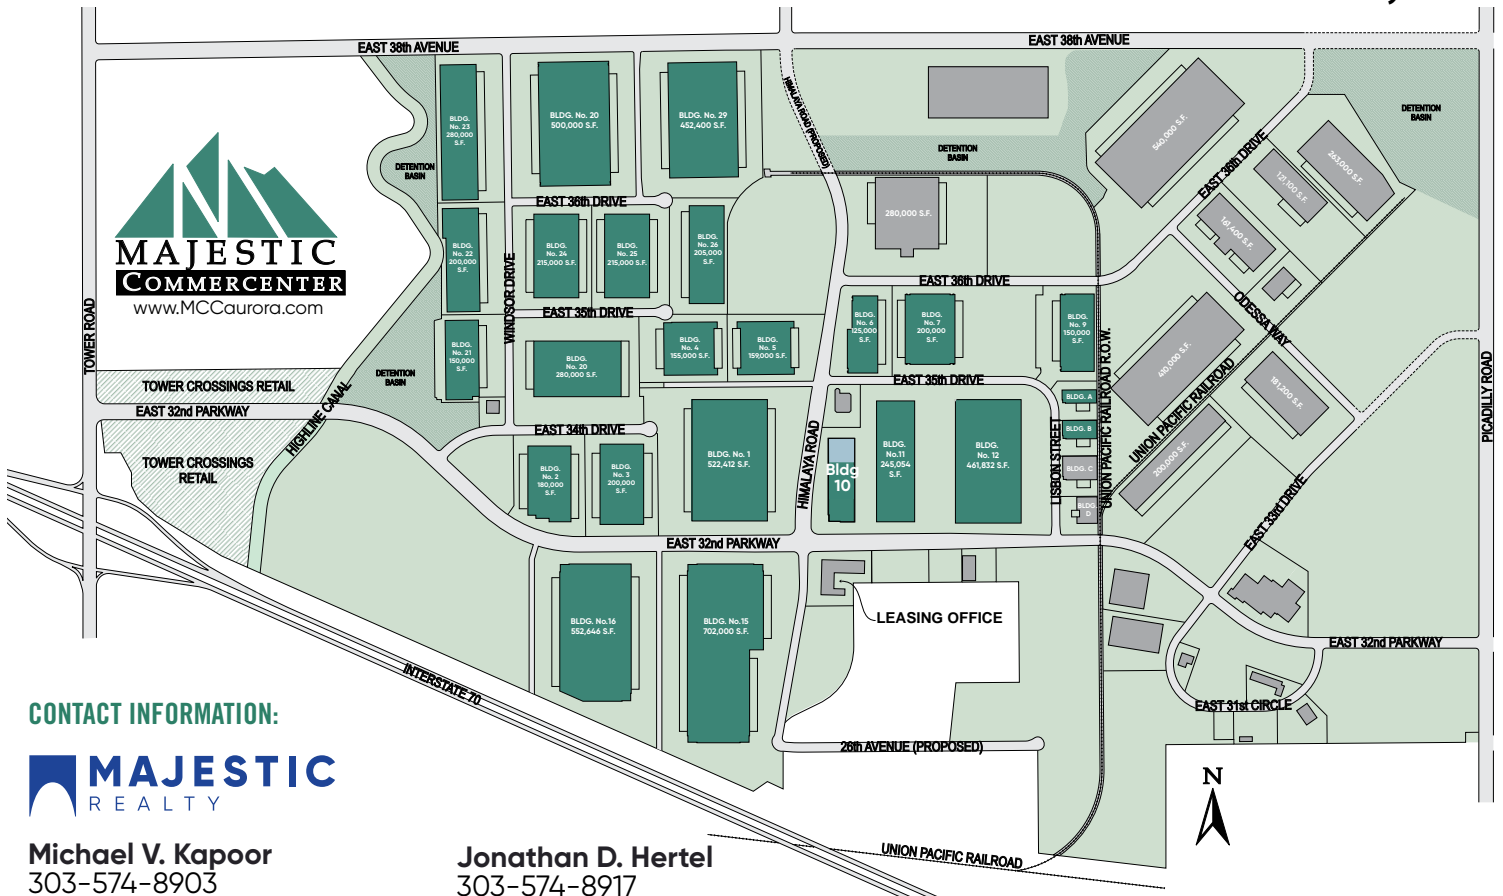 EAST 38th AVENUE
EAST 38th AVENUE
BLDG.
No. 23
280,000
S.F.
BLDG. No. 20
500,000 S.F.
BLDG. No. 29
452,400 S.F.
HIMALAYA ROAD (PROPOSED)
DETENTION
BASIN
DETENTION
BASIN
DETENTION
BASIN
540,000 S.F.
EAST 36th DRIVE
121,100 S.F.
263,000 S.F.
161,400 S.F.
280,000 S.F.
MAJESTIC
COMMERCENTER
www.MCCaurora.com
TOWER ROAD
EAST 36th DRIVE
BLDG.
No. 22
200,000
S.F.
WINDSOR DRIVE
BLDG.
No. 24
215,000 S.F.
BLDG.
No. 25
215,000 S.F.
BLDG.
No. 26
205,000
S.F.
EAST 36th DRIVE
EAST 35th DRIVE
BLDG.
No. 21
150,000
S.F.
BLDG.
No. 20
280,000 S.F.
BLDG.
No. 4
155,000 S.F.
BLDG.
No. 5
159,000 S.F.
BLDG.
No. 6
125,000
S.F.
BLDG.
No. 7
200,000
S.F.
BLDG.
No. 9
150,000
S.F.
UNION PACIFIC RAILROAD R.O.W.
ODESSA WAY
410,000 S.F.
UNION PACIFIC RAILROAD
181,200 S.F.
200,000 S.F.
PICADILLY ROAD
TOWER CROSSINGS RETAIL
DETENTION
BASIN
EAST 32nd PARKWAY
HIGHLINE CANAL
TOWER CROSSINGS
RETAIL
EAST 35th DRIVE
BLDG. A
BLDG. B
BLDG. C
BLDG.
D
LISBON STREET
EAST 34th DRIVE
BLDG.
No. 2
180,000
S.F.
BLDG.
No. 3
200,000
S.F.
BLDG. No. 1
522,412 S.F.
HIMALAYA ROAD
Bldg
10
BLDG.
No.11
245,054
S.F.
BLDG.
No. 12
461,832 S.F.
EAST 33rd DRIVE
EAST 32nd PARKWAY
BLDG. No.16
552,646 S.F.
BLDG. No.15
702,000 S.F.
LEASING OFFICE
EAST 32nd PARKWAY
EAST 31st CIRCLE
INTERSTATE 70
26th AVENUE (PROPOSED)
N
UNION PACIFIC RAILROAD
CONTACT INFORMATION:
MAJESTIC
REALTY
Michael V. Kapoor
303-574-8903
Jonathan D. Hertel
303-574-8917